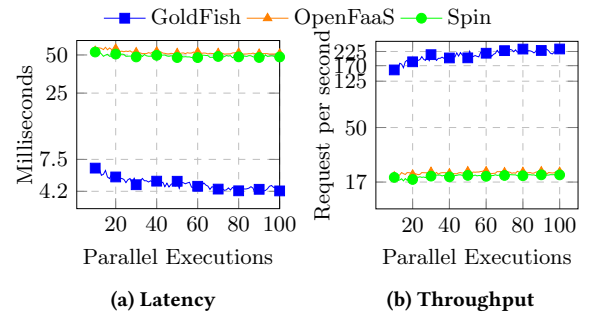 GoldFish OpenFaaS Spin
Milliseconds
50
25
7.5
4.2
20 40 60 80 100
Parallel Executions
(a) Latency
Request per second
225
170
125
50
17
20 40 60 80 100
Parallel Executions
(b) Throughput